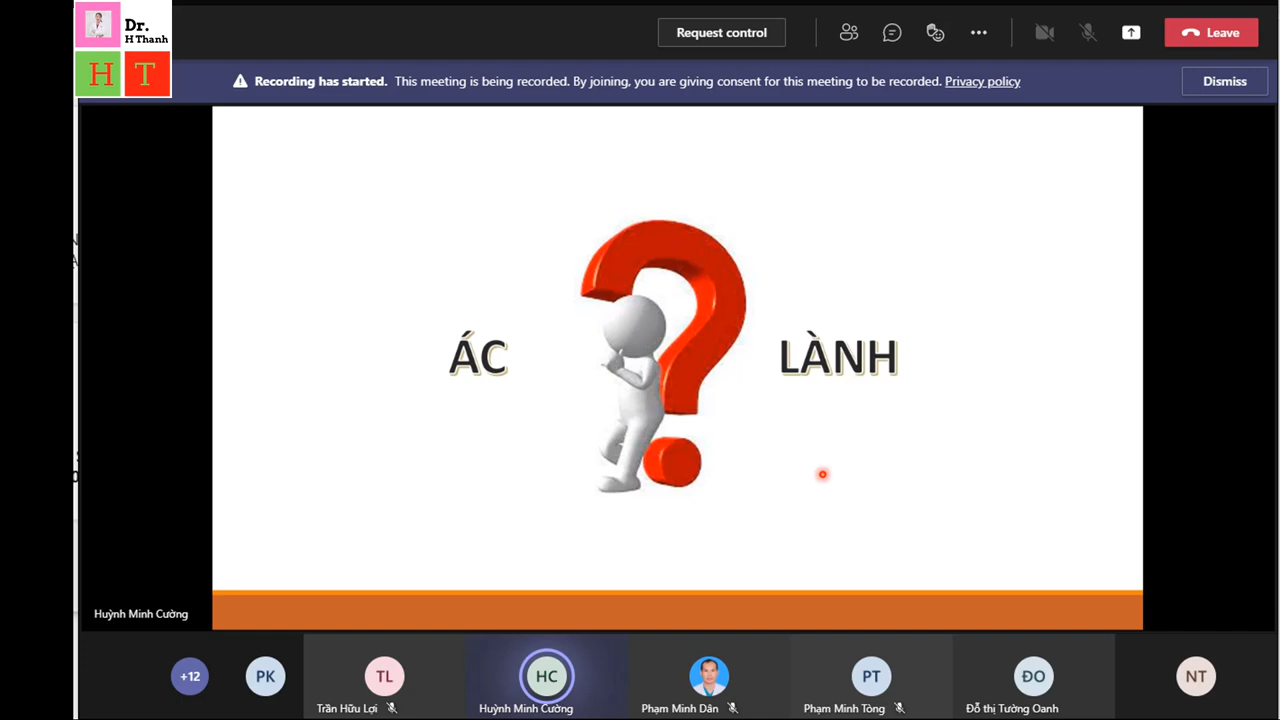 Dr.
H Thanh
H T
Request control
Leave
Recording has started. This meeting is being recorded. By joining, you are giving consent for this meeting to be recorded. Privacy policy
Dismiss
ÁC
LÀNH
Huỳnh Minh Cường
+12
PK
TL
HC
PT
ĐO
NT
Trần Hữu Lợi
Huỳnh Minh Cường
Phạm Minh Dân
Phạm Minh Tòng
Đỗ thị Tường Oanh